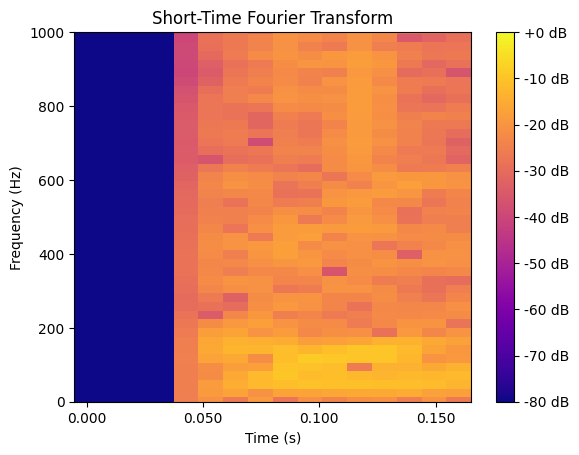 Short-Time Fourier Transform
1000
800
600
400
200
0
Frequency (Hz)
0.000
0.050
0.100
0.150
Time (s)
+0 dB
-10 dB
-20 dB
-30 dB
-40 dB
-50 dB
-60 dB
-70 dB
-80 dB